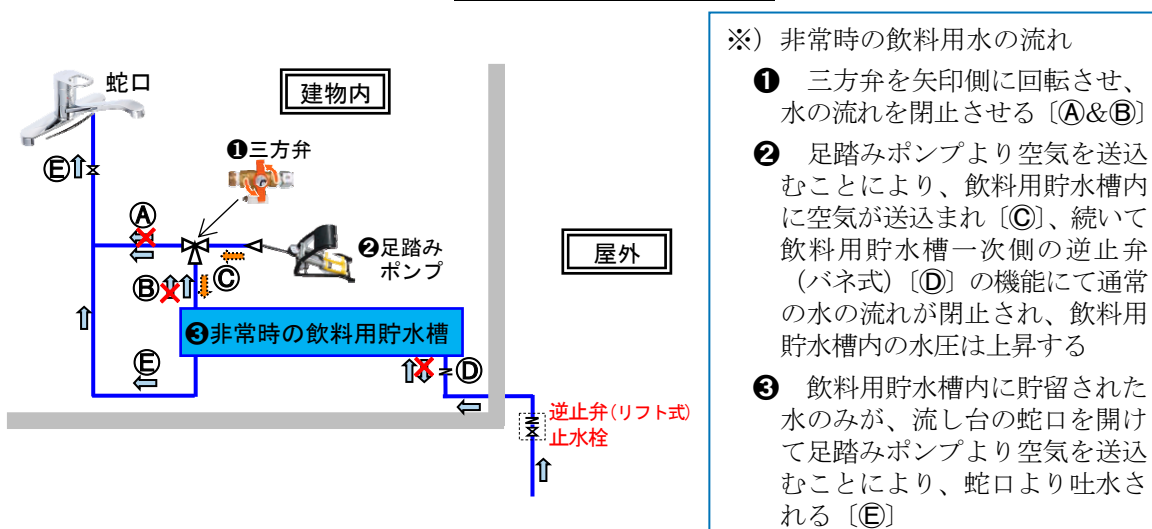 蛇口
建物内
❶三方弁
Ⓔ
Ⓐ
❷足踏み
ポンプ
屋外
Ⓑ
Ⓒ
❸非常時の飲料用貯水槽
Ⓔ
Ⓓ
逆止弁(リフト式)
止水栓
※）非常時の飲料用水の流れ
❶　三方弁を矢印側に回転させ、
水の流れを閉止させる〔Ⓐ&Ⓑ〕
❷　足踏みポンプより空気を送込
むことにより、飲料用貯水槽内
に空気が送込まれ〔Ⓒ〕、続いて
飲料用貯水槽一次側の逆止弁
（バネ式）〔Ⓓ〕の機能にて通常
の水の流れが閉止され、飲料用
貯水槽内の水圧は上昇する
❸　飲料用貯水槽内に貯留された
水のみが、流し台の蛇口を開け
て足踏みポンプより空気を送込
むことにより、蛇口より吐水さ
れる〔Ⓔ〕